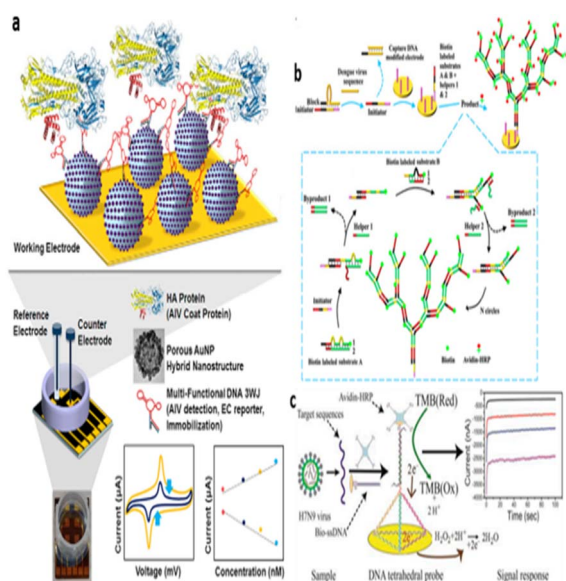 a
Working Electrode
Reference
Electrode
Counter
Electrode
HA Protein
(AIV Coat Protein)
Porous AuNP
Hybrid Nanostructure
Multi-Functional DNA 3WJ
(AIV detection, EC reporter,
Immobilization)
Current (µA)
Voltage (mV)
Current (µA)
Concentration (nM)
b
Dengue virus
sequence
Capture DNA
modified electrode
Biotin
labeled
substrates
A & B +
helpers 1
& 2
Block
Initiator
Initiator
Product
Biotin labeled substrate B
Byproduct 1
Helper 1
Helper 2
Byproduct 2
Initiator
N circles
Biotin labeled substrate A
Biotin
Avidin-HRP
c
Avidin-HRP
Target sequences
TMB(Red)
2e
TMB(Ox)
+
2 H⁺
H7N9 virus
Bio-ssDNA
H₂O₂+2H⁺
+2e
2H₂O
Current (nA)
Time (sec)
Sample
DNA tetrahedral probe
Signal response